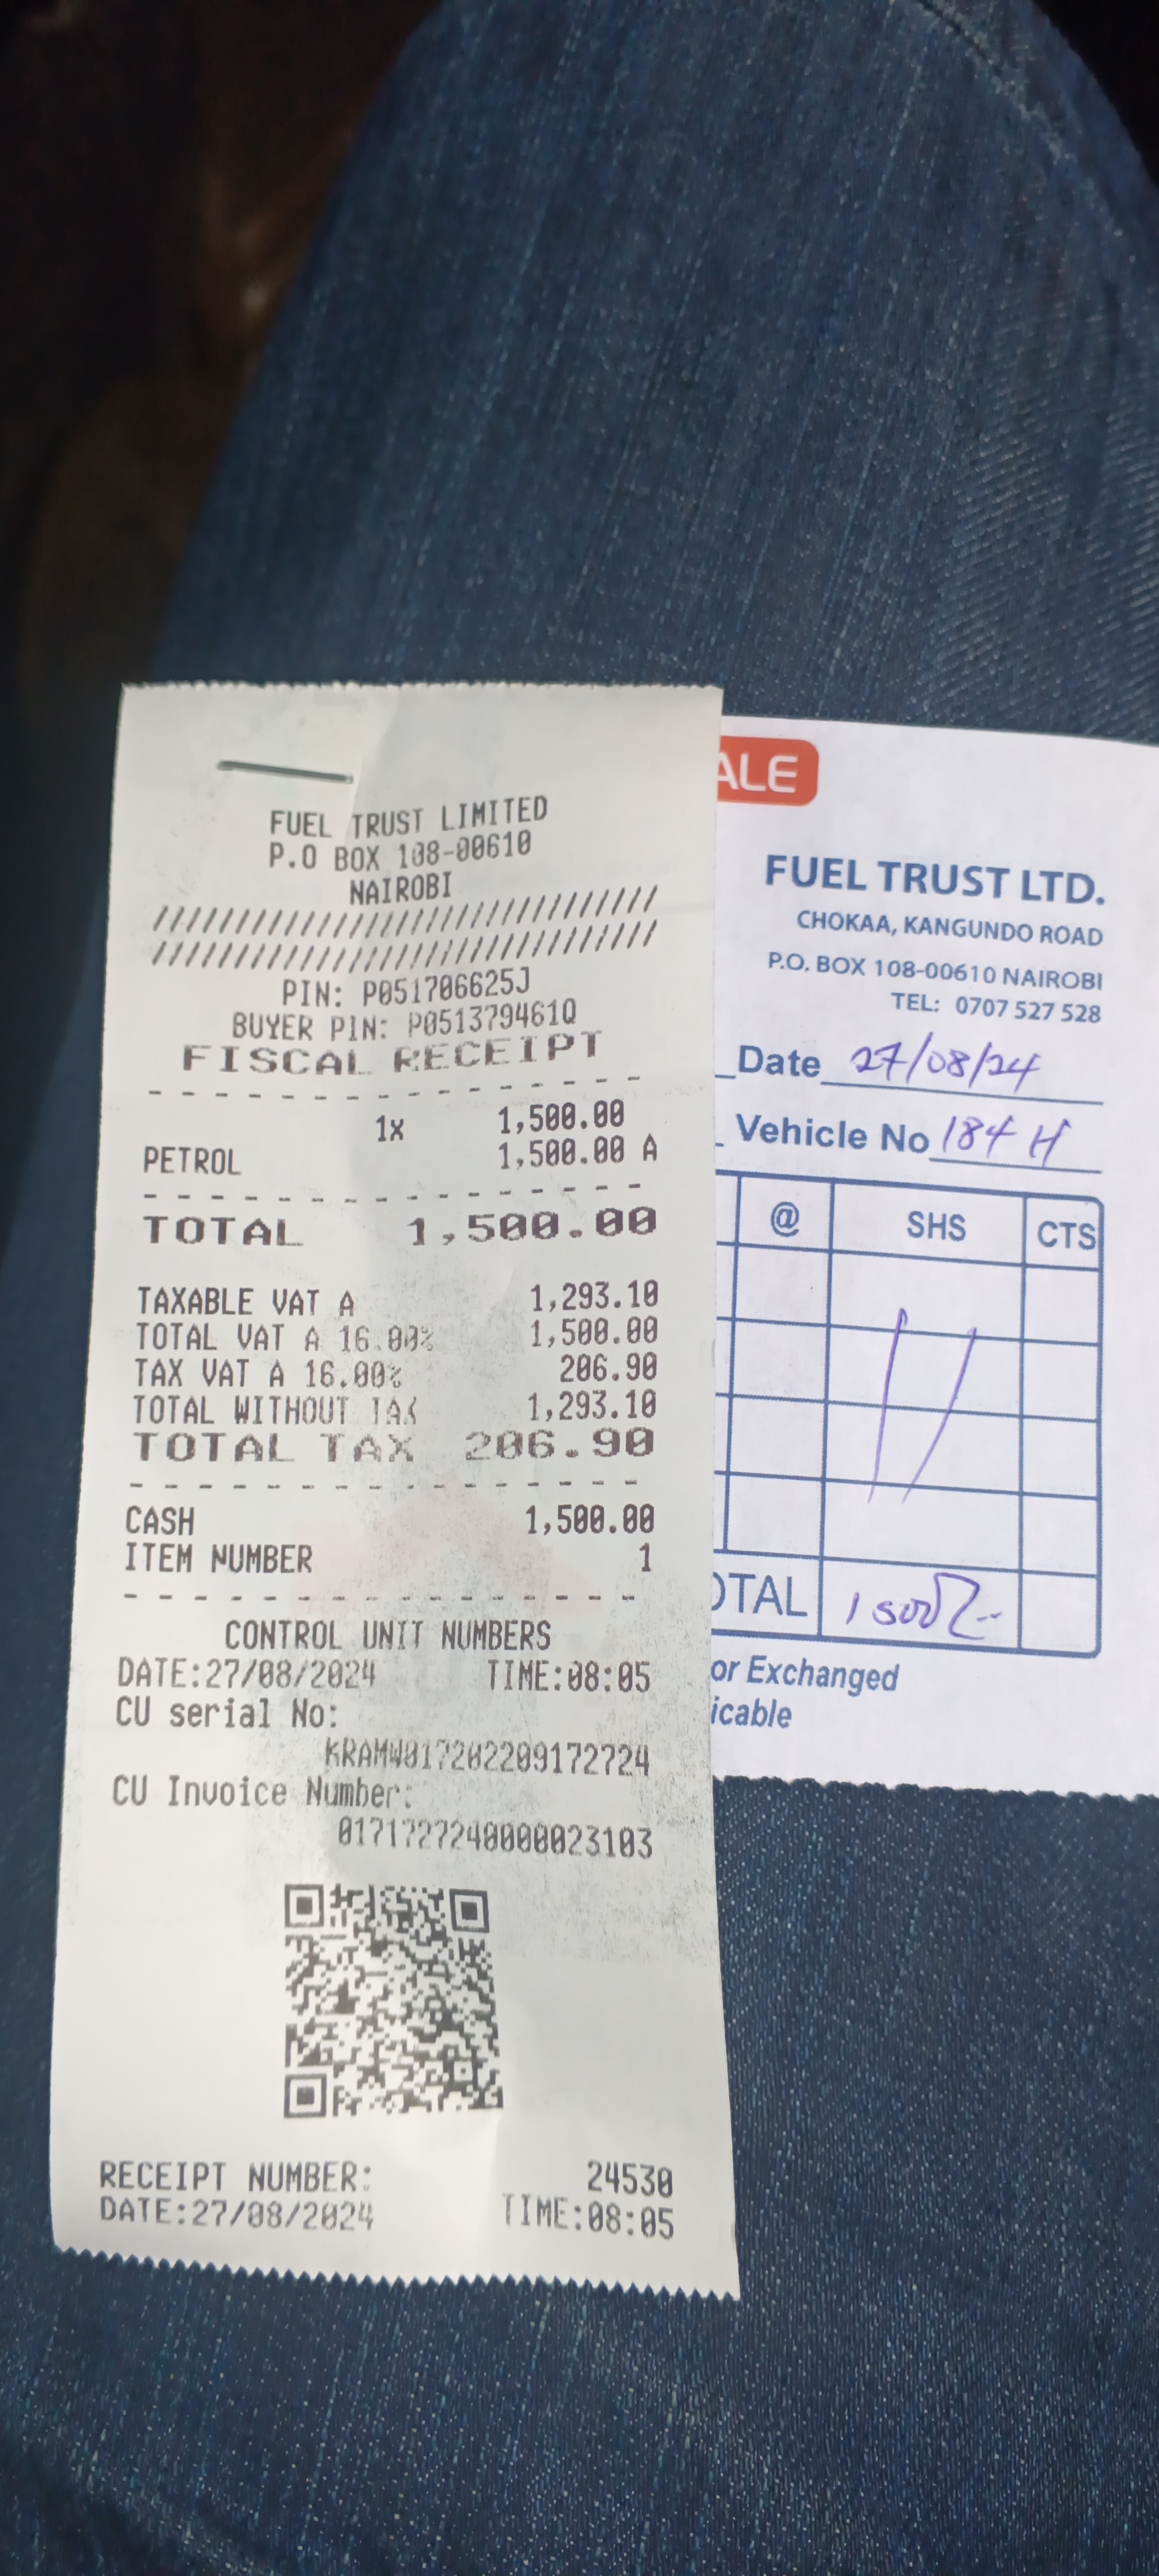 FUEL TRUST LIMITED
P.O BOX 108-00610
NAIROBI
////////////////////////////////
////////////////////////////////
PIN: P051706625J
BUYER PIN: P051379461Q
FISCAL RECEIPT
1x 1,500.00
PETROL 1,500.00 A
TOTAL 1,500.00
TAXABLE VAT A 1,293.10
TOTAL VAT A 16.00% 1,500.00
TAX VAT A 16.00% 206.90
TOTAL WITHOUT TAX 1,293.10
TOTAL TAX 206.90
CASH 1,500.00
ITEM NUMBER 1
CONTROL UNIT NUMBERS
DATE:27/08/2024 TIME:08:05
CU serial No:
KRAMW017202209172724
CU Invoice Number:
0171727240000023103
RECEIPT NUMBER: 24530
DATE:27/08/2024 TIME:08:05
ALE
FUEL TRUST LTD.
CHOKAA, KANGUNDO ROAD
P.O. BOX 108-00610 NAIROBI
TEL: 0707 527 528
Date 27/08/24
Vehicle No 184 H
@ SHS CTS
OTAL 1500/-
or Exchanged
icable